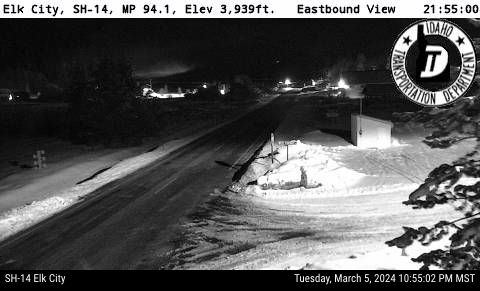 Elk City, SH-14, MP 94.1, Elev 3,939ft. Eastbound View 21:55:00
IDAHO
TRANSPORTATION DEPARTMENT
SH-14 Elk City Tuesday, March 5, 2024 10:55:02 PM MST